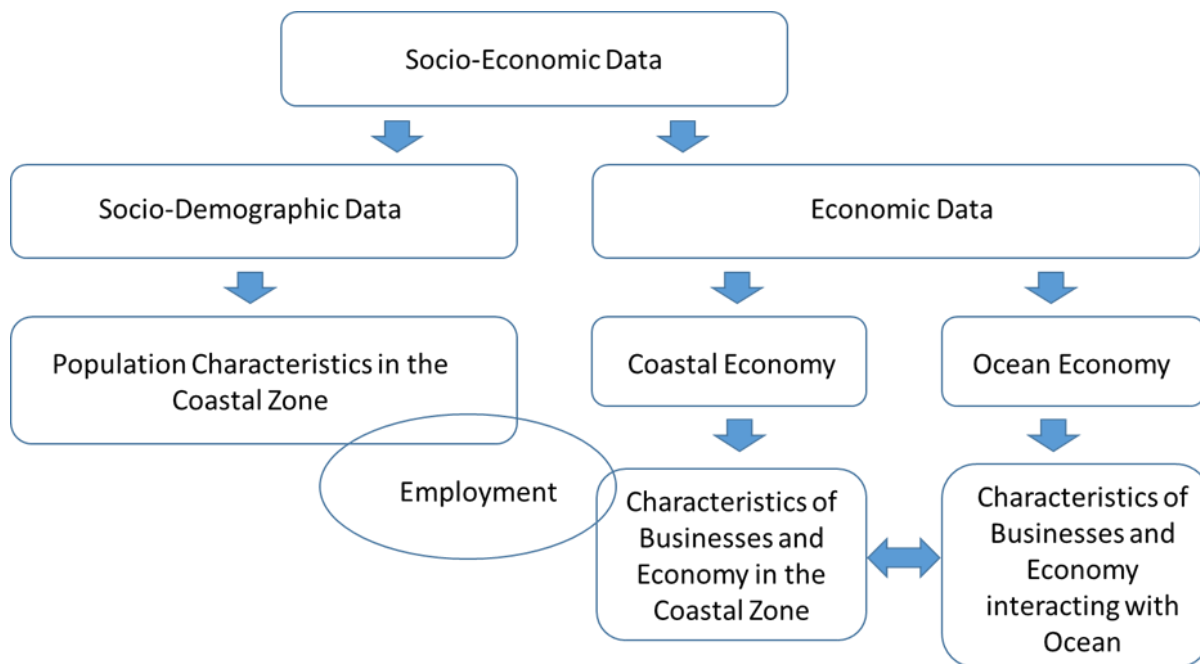 Socio-Economic Data
Socio-Demographic Data
Economic Data
Population Characteristics in the
Coastal Zone
Coastal Economy
Ocean Economy
Employment
Characteristics of
Businesses and
Economy in the
Coastal Zone
Characteristics of
Businesses and
Economy
interacting with
Ocean